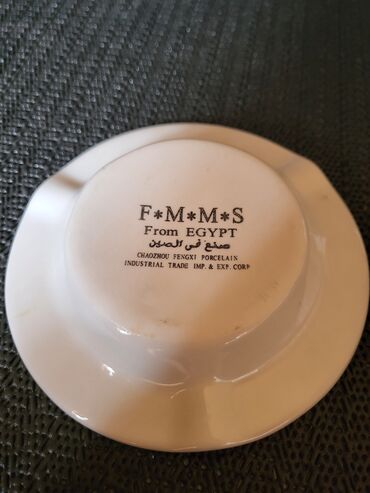 F*M*M*S
From EGYPT
صنع في الصين
CHAOZHOU FENGXI PORCELAIN
INDUSTRIAL TRADE IMP. & EXP. CORP